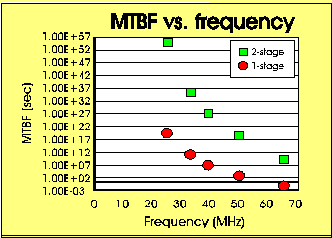 MTBF vs. frequency
1.00E+57
1.00E+52
1.00E+47
1.00E+42
1.00E+37
1.00E+32
1.00E+27
1.00E+22
1.00E+17
1.00E+12
1.00E+07
1.00E+02
1.00E-03
MTBF (sec)
2-stage
1-stage
0 10 20 30 40 50 60 70
Frequency (MHz)